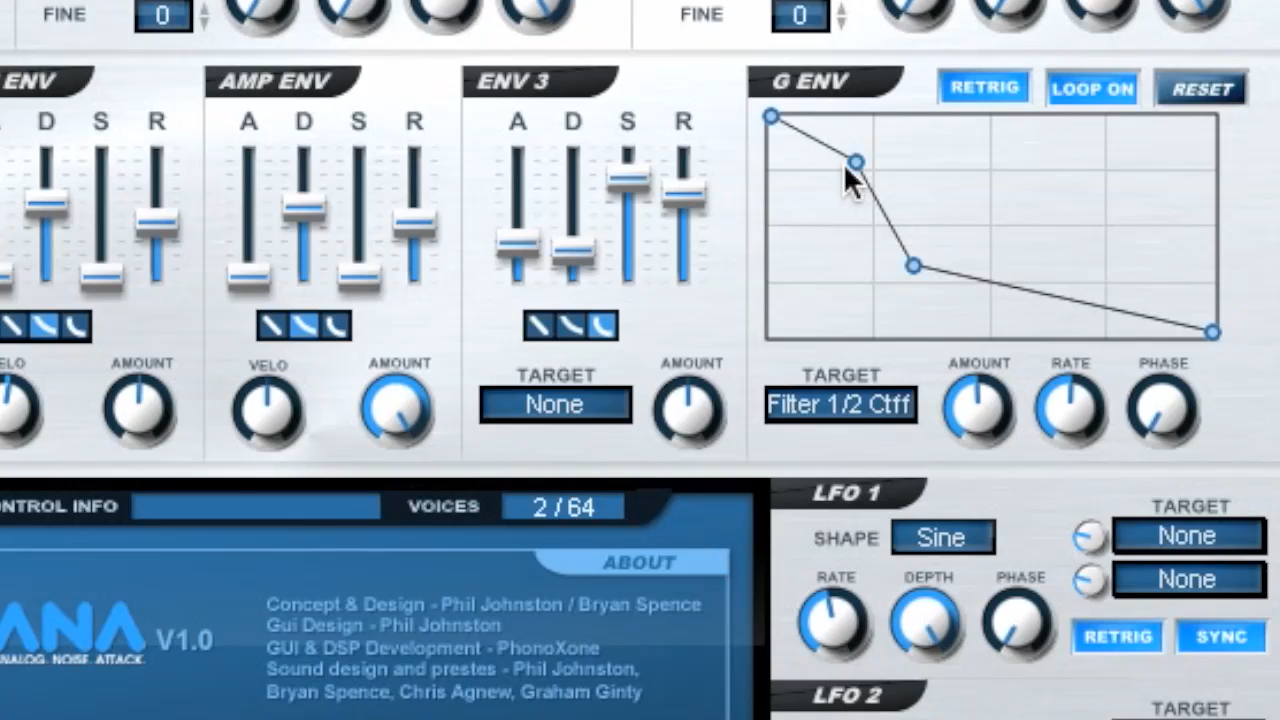 FINE 0
FINE 0
ENV
AMP ENV
ENV 3
G ENV
RETRIG
LOOP ON
RESET
D S R
A D S R
A D S R
AMOUNT
VELO
AMOUNT
TARGET
None
AMOUNT
TARGET
Filter 1/2 Ctff
AMOUNT
RATE
PHASE
INFO
VOICES
2 / 64
ABOUT
ANA V1.0
ANALOG. NOISE. ATTACK.
Concept & Design - Phil Johnston / Bryan Spence
Gui Design - Phil Johnston
GUI & DSP Development - PhonoXone
Sound design and prestes - Phil Johnston,
Bryan Spence, Chris Agnew, Graham Ginty
LFO 1
SHAPE Sine
TARGET
None
None
RATE
DEPTH
PHASE
RETRIG
SYNC
LFO 2
TARGET